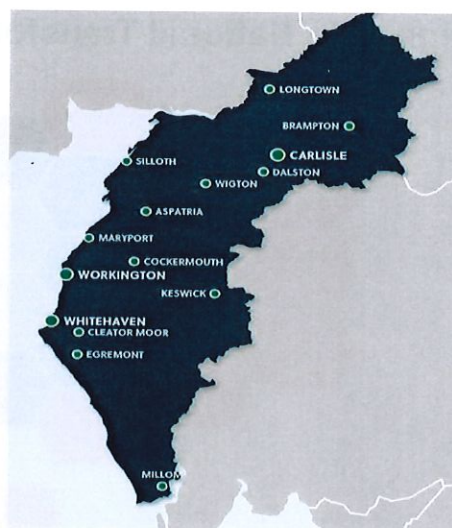 LONGTOWN
BRAMPTON
CARLISLE
SILLOTH
DALSTON
WIGTON
ASPATRIA
MARYPORT
COCKERMOUTH
WORKINGTON
KESWICK
WHITEHAVEN
CLEATOR MOOR
EGREMONT
MILLOM